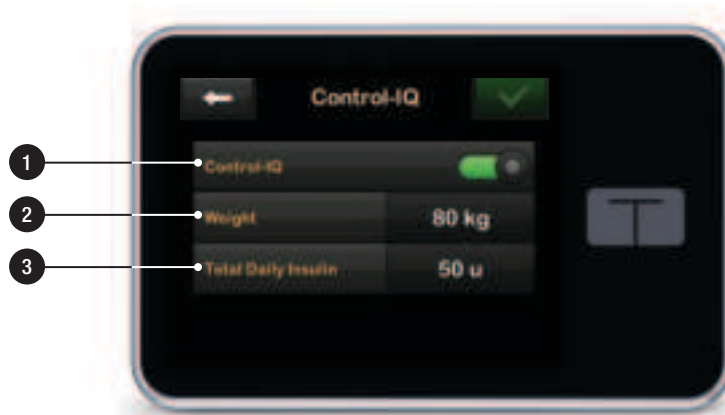 Control-IQ
1 Control-IQ
2 Weight 80 kg
3 Total Daily Insulin 50 u